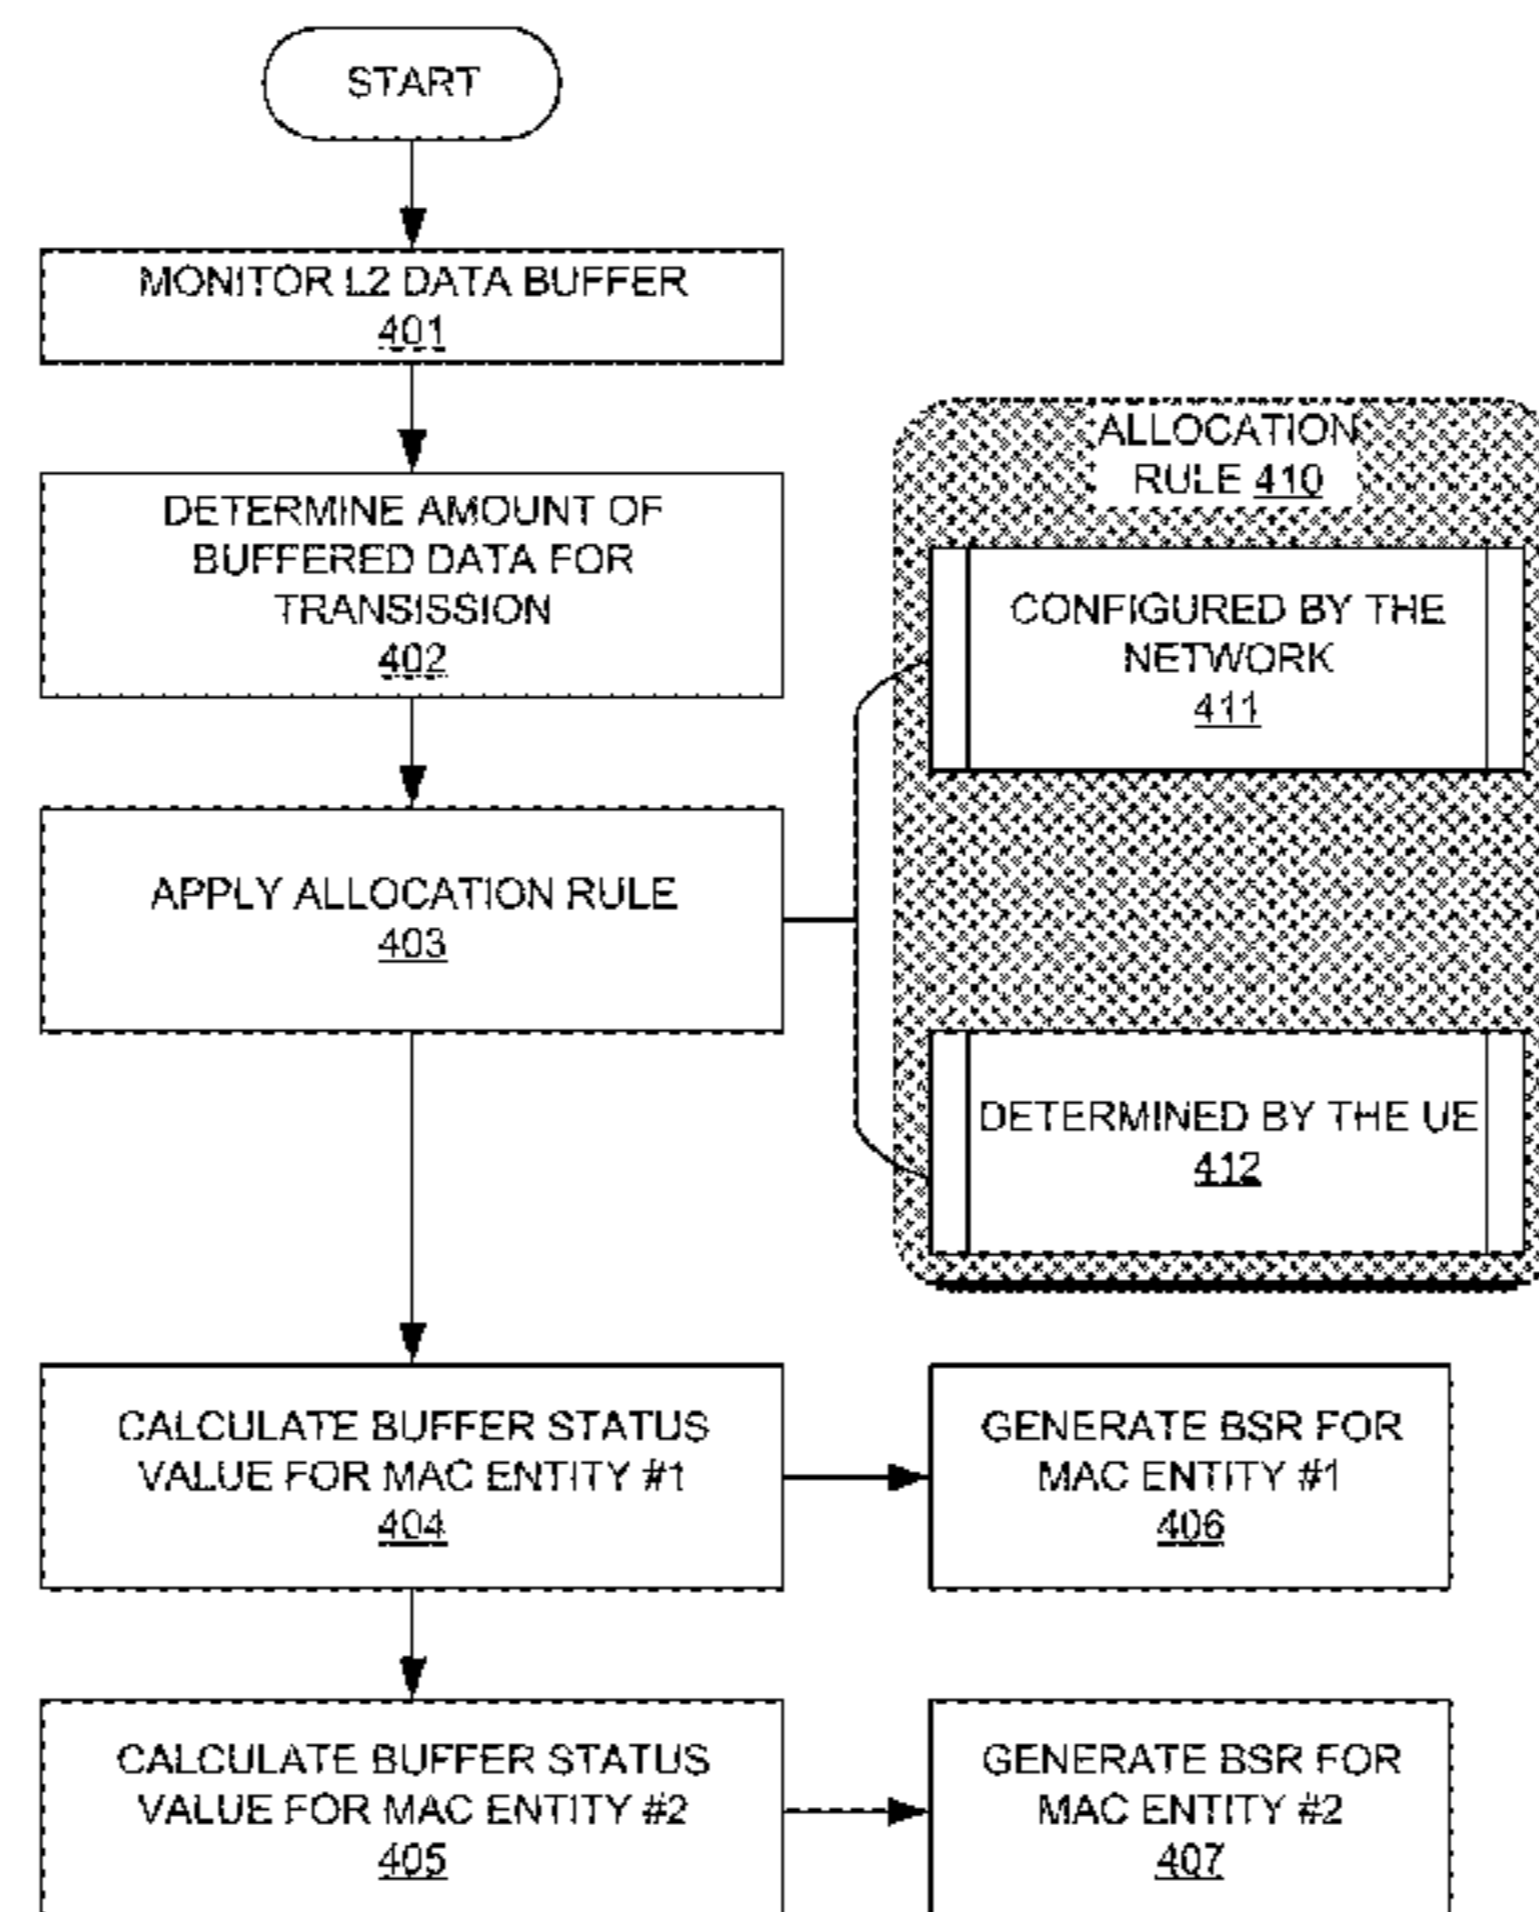 START
MONITOR L2 DATA BUFFER
401
DETERMINE AMOUNT OF
BUFFERED DATA FOR
TRANSISSION
402
APPLY ALLOCATION RULE
403
ALLOCATION
RULE 410
CONFIGURED BY THE
NETWORK
411
DETERMINED BY THE UE
412
CALCULATE BUFFER STATUS
VALUE FOR MAC ENTITY #1
404
GENERATE BSR FOR
MAC ENTITY #1
406
CALCULATE BUFFER STATUS
VALUE FOR MAC ENTITY #2
405
GENERATE BSR FOR
MAC ENTITY #2
407